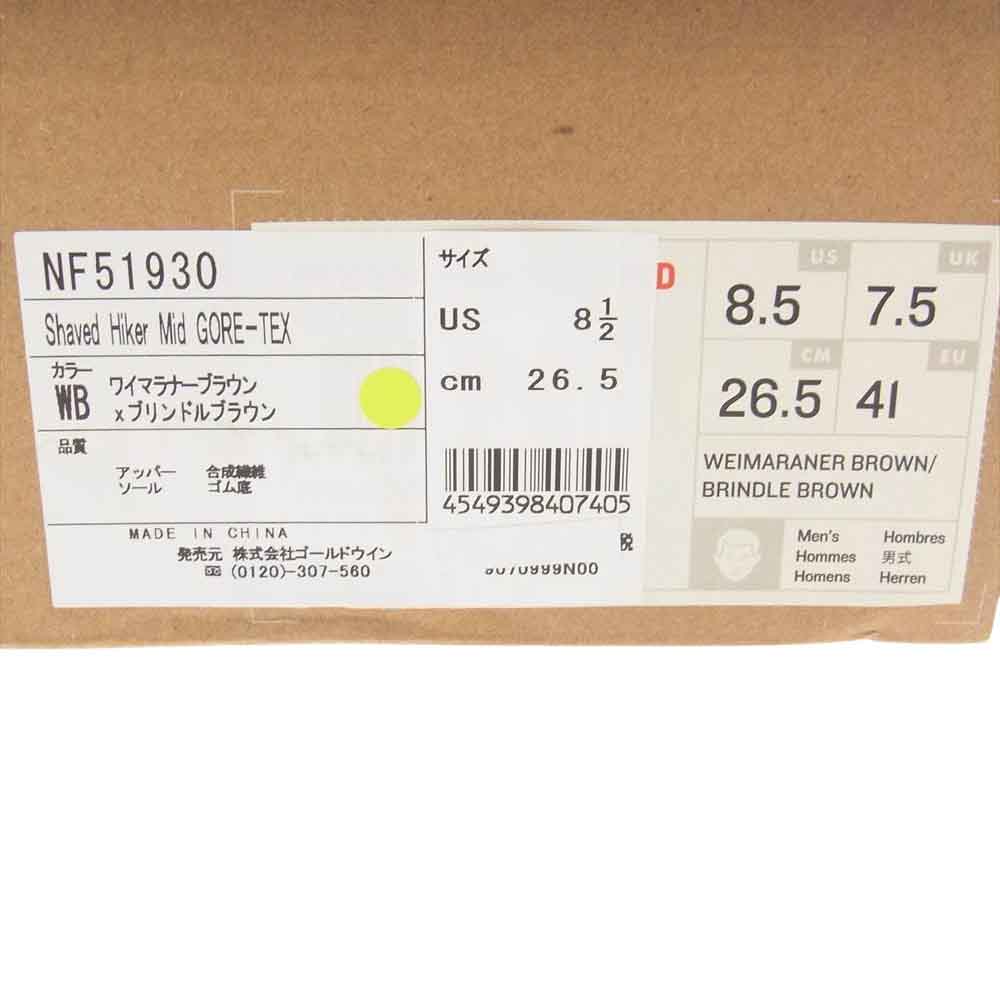 NF51930
Shaved Hiker Mid GORE-TEX
カラー
WB ワイマラナーブラウン
xブリンドルブラウン
品質
アッパー 合成繊維
ソール ゴム底
MADE IN CHINA
発売元 株式会社ゴールドウイン
(0120)-307-560
サイズ
US 8 1/2
cm 26.5
4549398407405
税
9070999N00
D
US
8.5
UK
7.5
CM
26.5
EU
41
WEIMARANER BROWN/
BRINDLE BROWN
Men's Hombres
Hommes 男式
Homens Herren